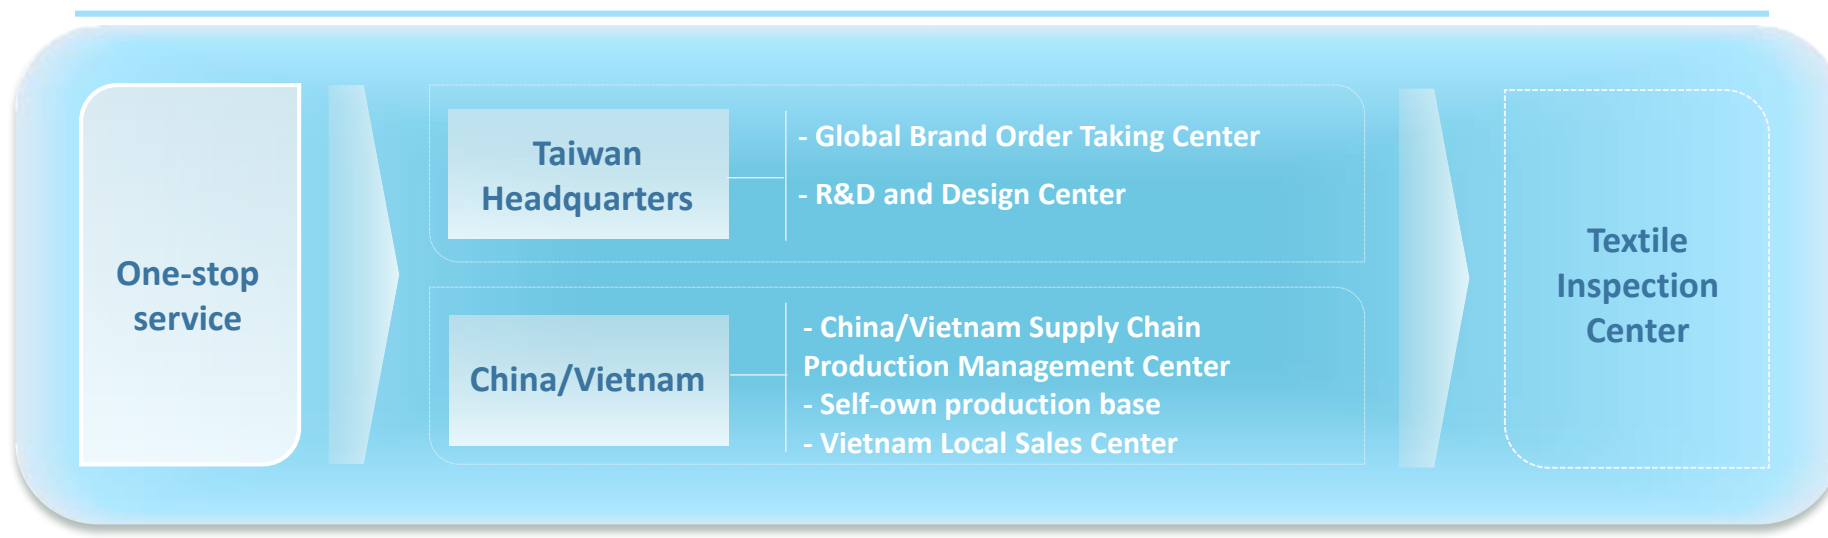 One-stop
service
Taiwan
Headquarters
- Global Brand Order Taking Center
- R&D and Design Center
China/Vietnam
- China/Vietnam Supply Chain
Production Management Center
- Self-own production base
- Vietnam Local Sales Center
Textile
Inspection
Center